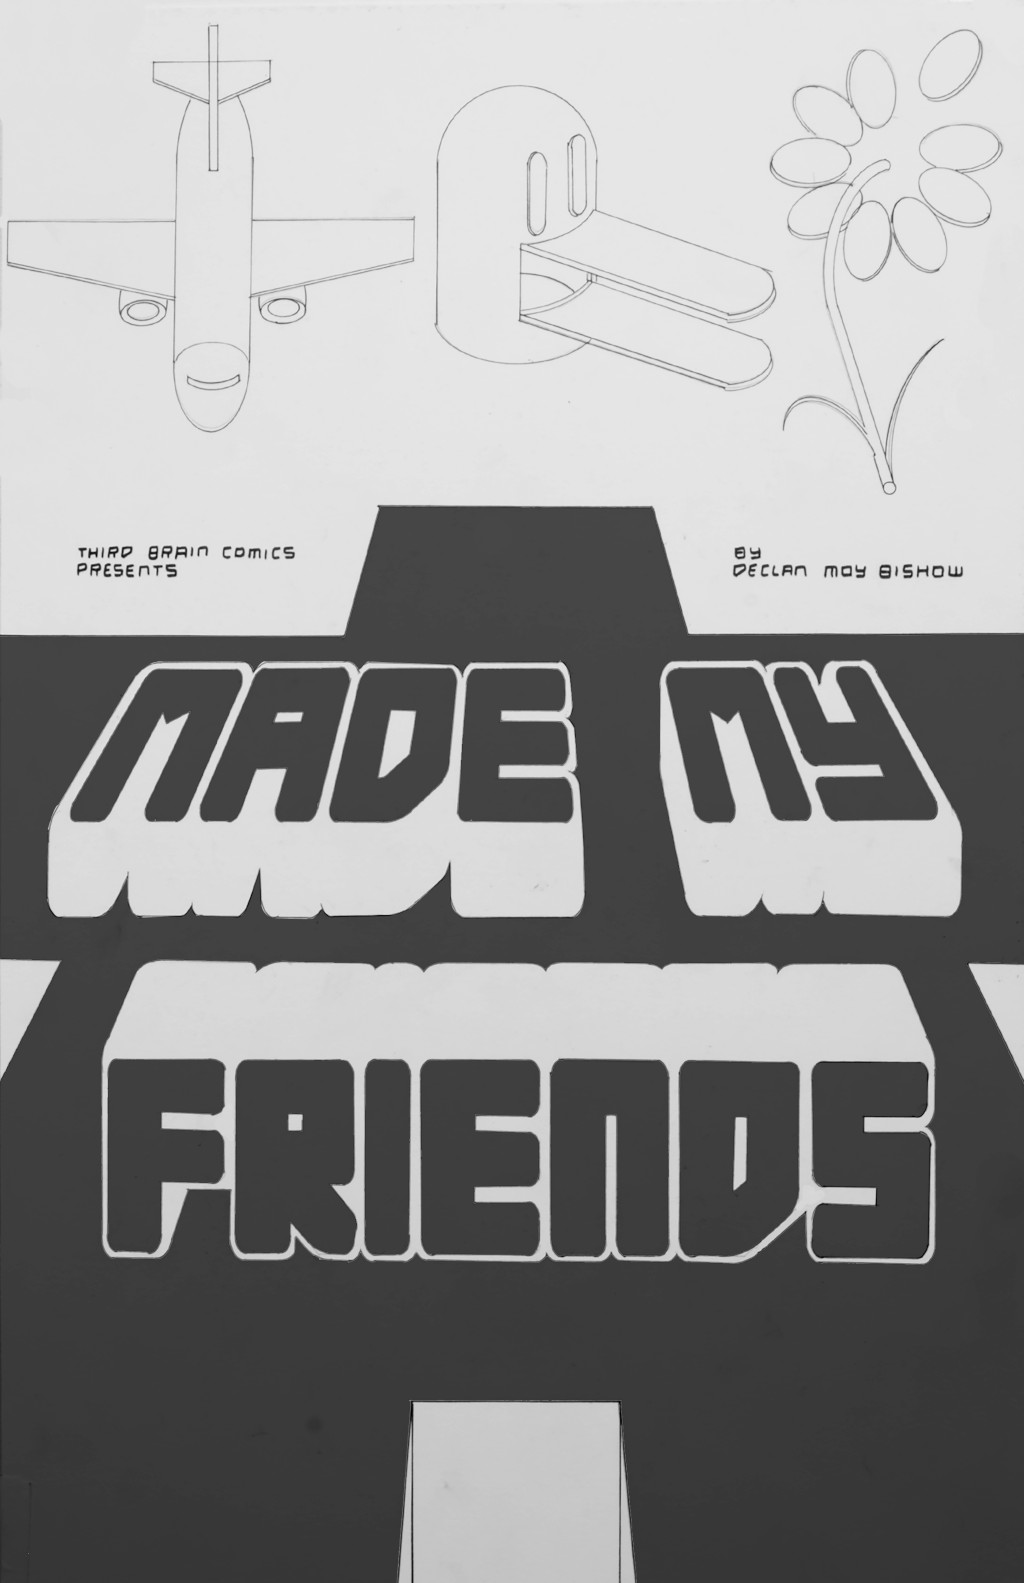 THIRD BRAIN COMICS
PRESENTS
BY
DECLAN MOY BISHOW
MADE MY
FRIENDS